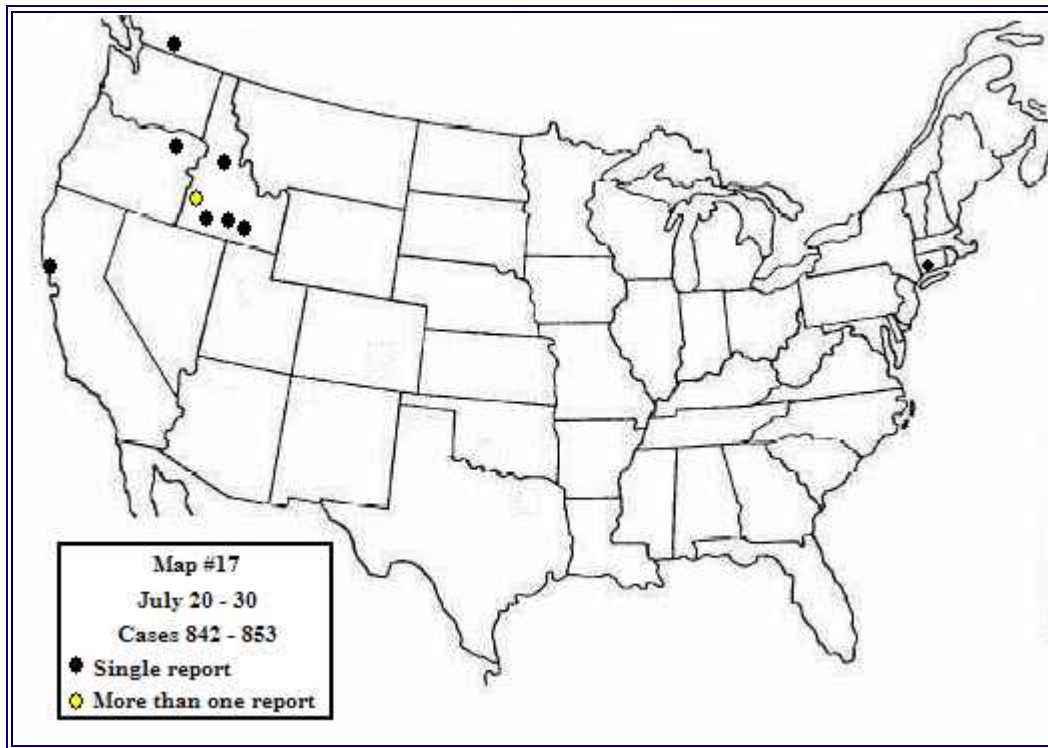 Map #17
July 20 - 30
Cases 842 - 853
Single report
More than one report